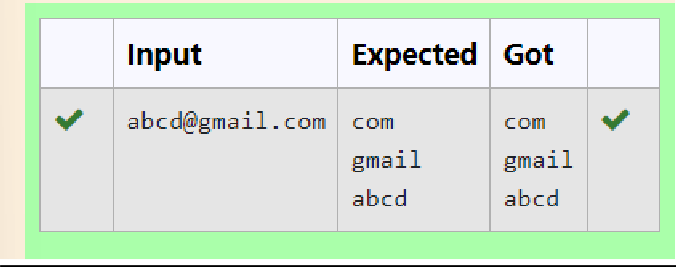 Input Expected Got
abcd@gmail.com com com
gmail gmail
abcd abcd